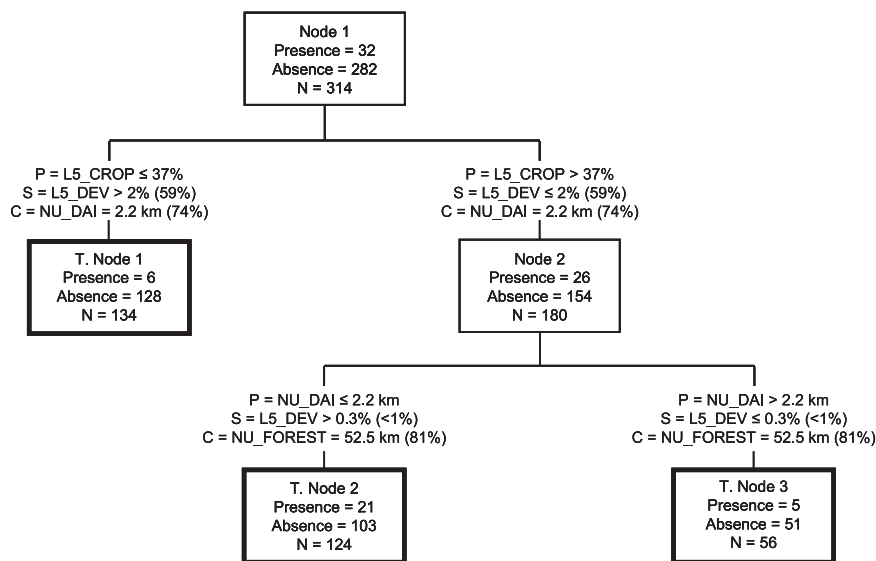 Node 1
Presence = 32
Absence = 282
N = 314
P = L5_CROP ≤ 37%
S = L5_DEV > 2% (59%)
C = NU_DAI = 2.2 km (74%)
P = L5_CROP > 37%
S = L5_DEV ≤ 2% (59%)
C = NU_DAI = 2.2 km (74%)
T. Node 1
Presence = 6
Absence = 128
N = 134
Node 2
Presence = 26
Absence = 154
N = 180
P = NU_DAI ≤ 2.2 km
S = L5_DEV > 0.3% (<1%)
C = NU_FOREST = 52.5 km (81%)
P = NU_DAI > 2.2 km
S = L5_DEV ≤ 0.3% (<1%)
C = NU_FOREST = 52.5 km (81%)
T. Node 2
Presence = 21
Absence = 103
N = 124
T. Node 3
Presence = 5
Absence = 51
N = 56